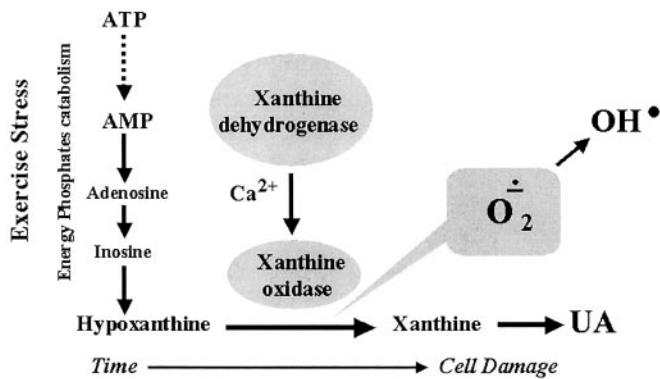 Exercise Stress
Energy Phosphates catabolism
ATP
AMP
Adenosine
Inosine
Hypoxanthine
Xanthine
dehydrogenase
Ca²⁺
Xanthine
oxidase
O₂•̄
OH•
Xanthine
UA
Time
Cell Damage